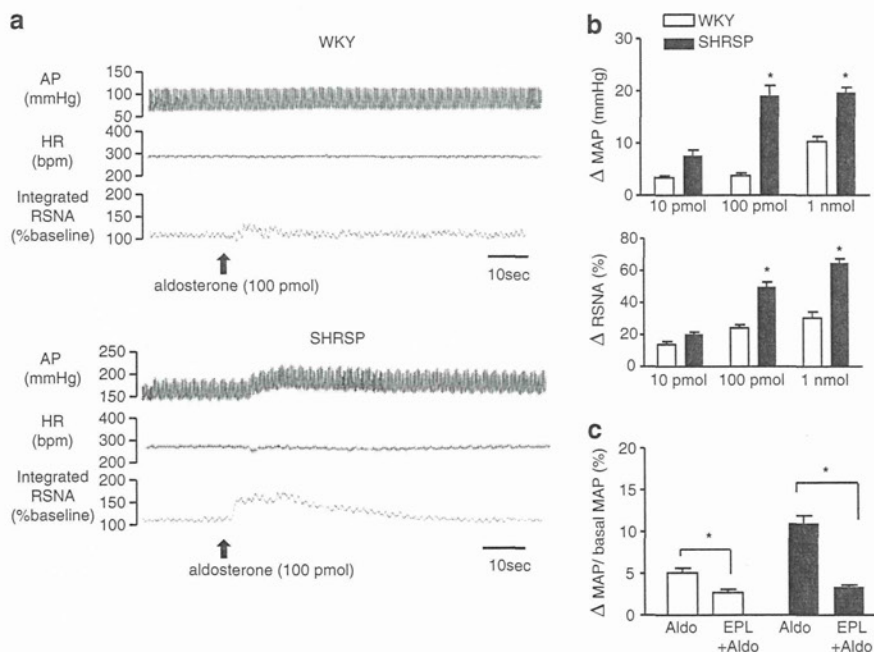 a
WKY
AP
(mmHg)
150
100
50
HR
(bpm)
400
300
200
Integrated
RSNA
(%baseline)
200
150
100
aldosterone (100 pmol)
10sec
SHRSP
AP
(mmHg)
250
200
150
HR
(bpm)
400
300
200
Integrated
RSNA
(%baseline)
200
150
100
aldosterone (100 pmol)
10sec
b
WKY
SHRSP
Δ MAP (mmHg)
30
20
10
0
* *
10 pmol 100 pmol 1 nmol
Δ RSNA (%)
80
60
40
20
0
* *
10 pmol 100 pmol 1 nmol
c
Δ MAP/ basal MAP (%)
20
15
10
5
0
* *
Aldo EPL Aldo EPL
+Aldo +Aldo